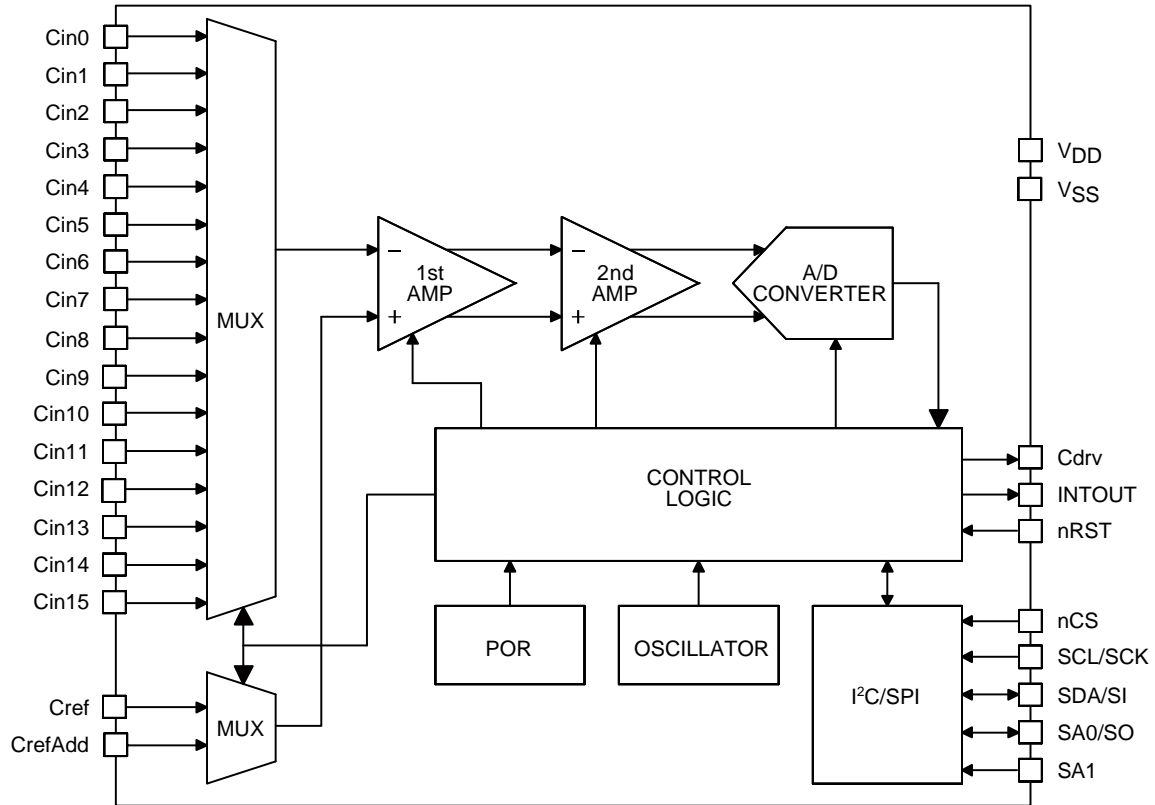 Cin0
Cin1
Cin2
Cin3
Cin4
Cin5
Cin6
Cin7
Cin8
Cin9
Cin10
Cin11
Cin12
Cin13
Cin14
Cin15
Cref
CrefAdd
MUX
MUX
−
1st
AMP
+
−
2nd
AMP
+
A/D
CONVERTER
CONTROL
LOGIC
POR
OSCILLATOR
I²C/SPI
VDD
VSS
Cdrv
INTOUT
nRST
nCS
SCL/SCK
SDA/SI
SA0/SO
SA1